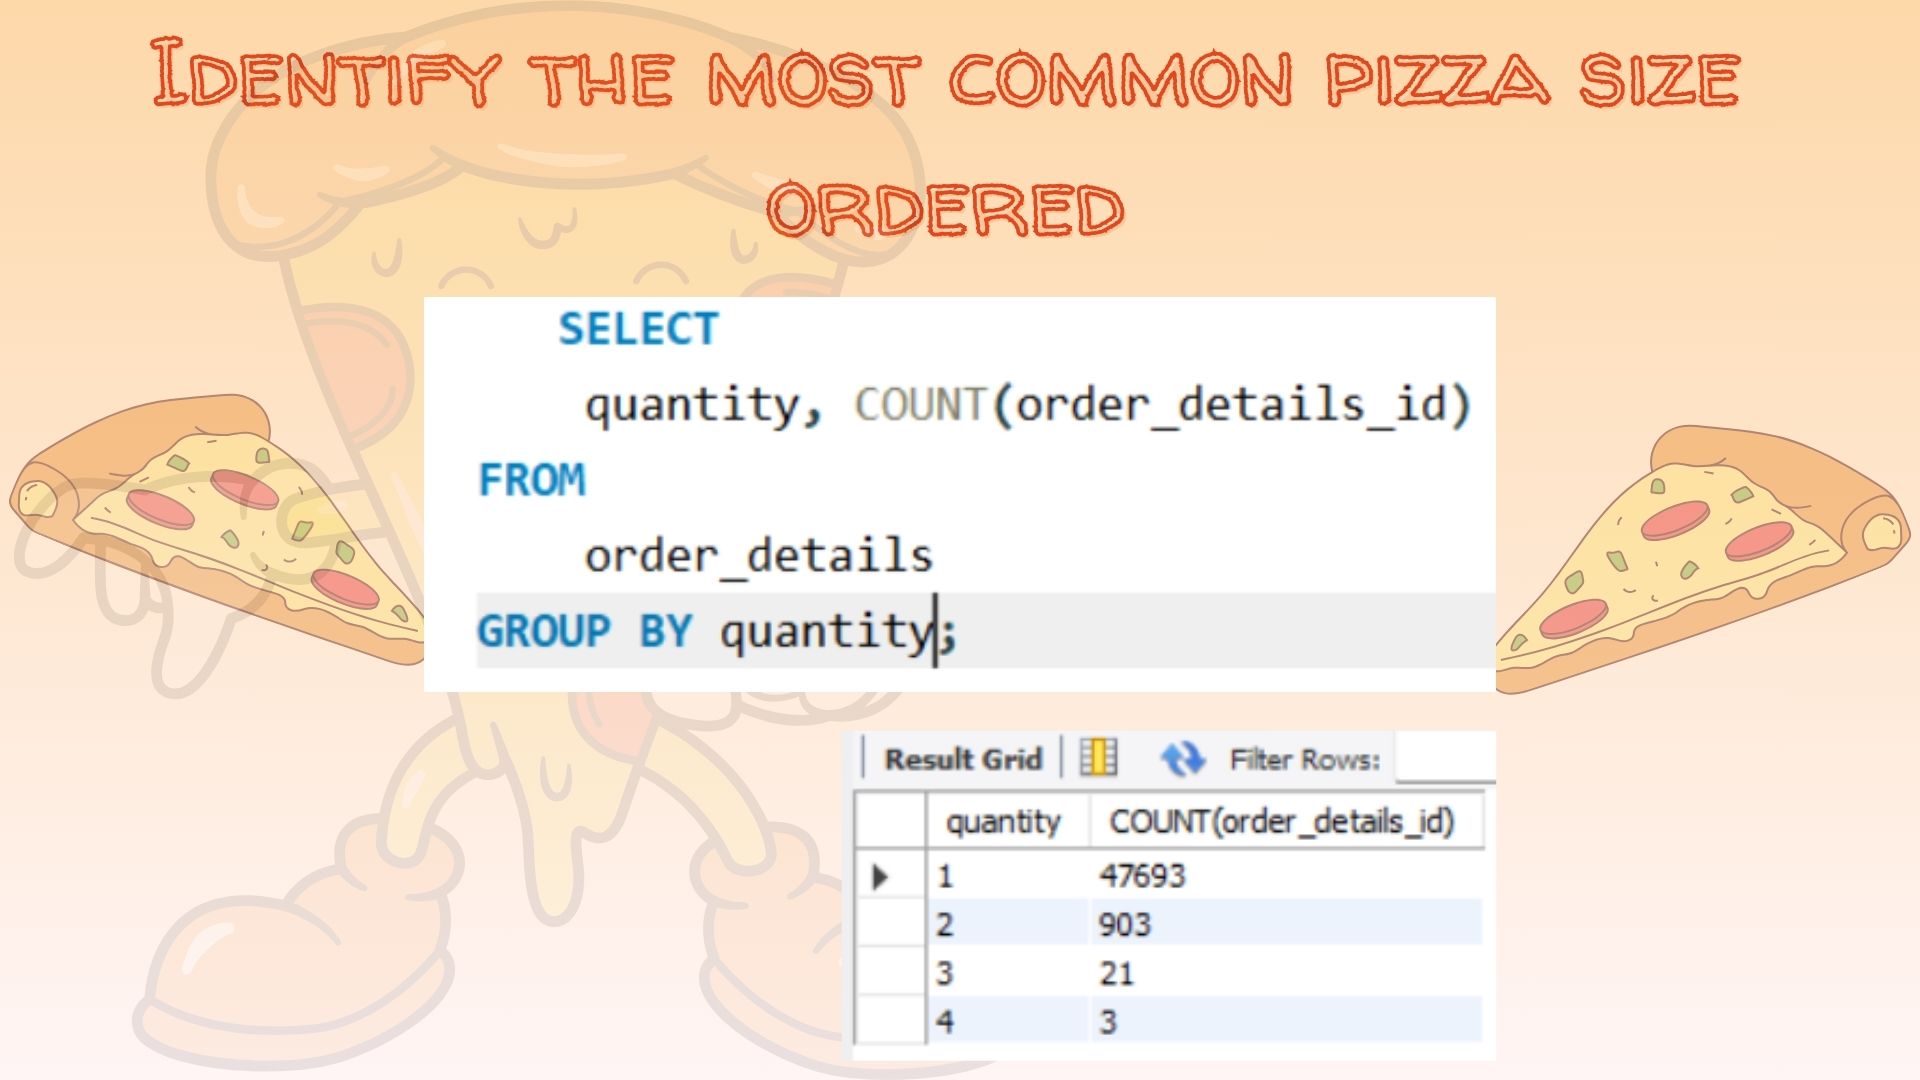 Identify the most common pizza size
ordered
SELECT
quantity, COUNT(order_details_id)
FROM
order_details
GROUP BY quantity;
Result Grid Filter Rows:
quantity COUNT(order_details_id)
1 47693
2 903
3 21
4 3